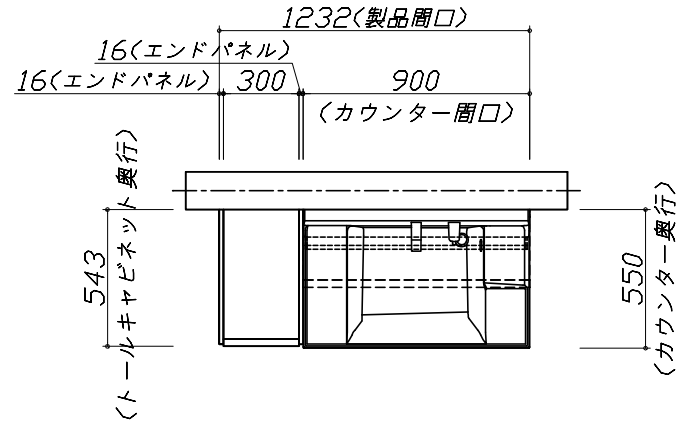 1232(製品間口)
16(エンドパネル)
16(エンドパネル)
300
900
(カウンター間口)
543
(トールキャビネット奥行)
550
(カウンター奥行)